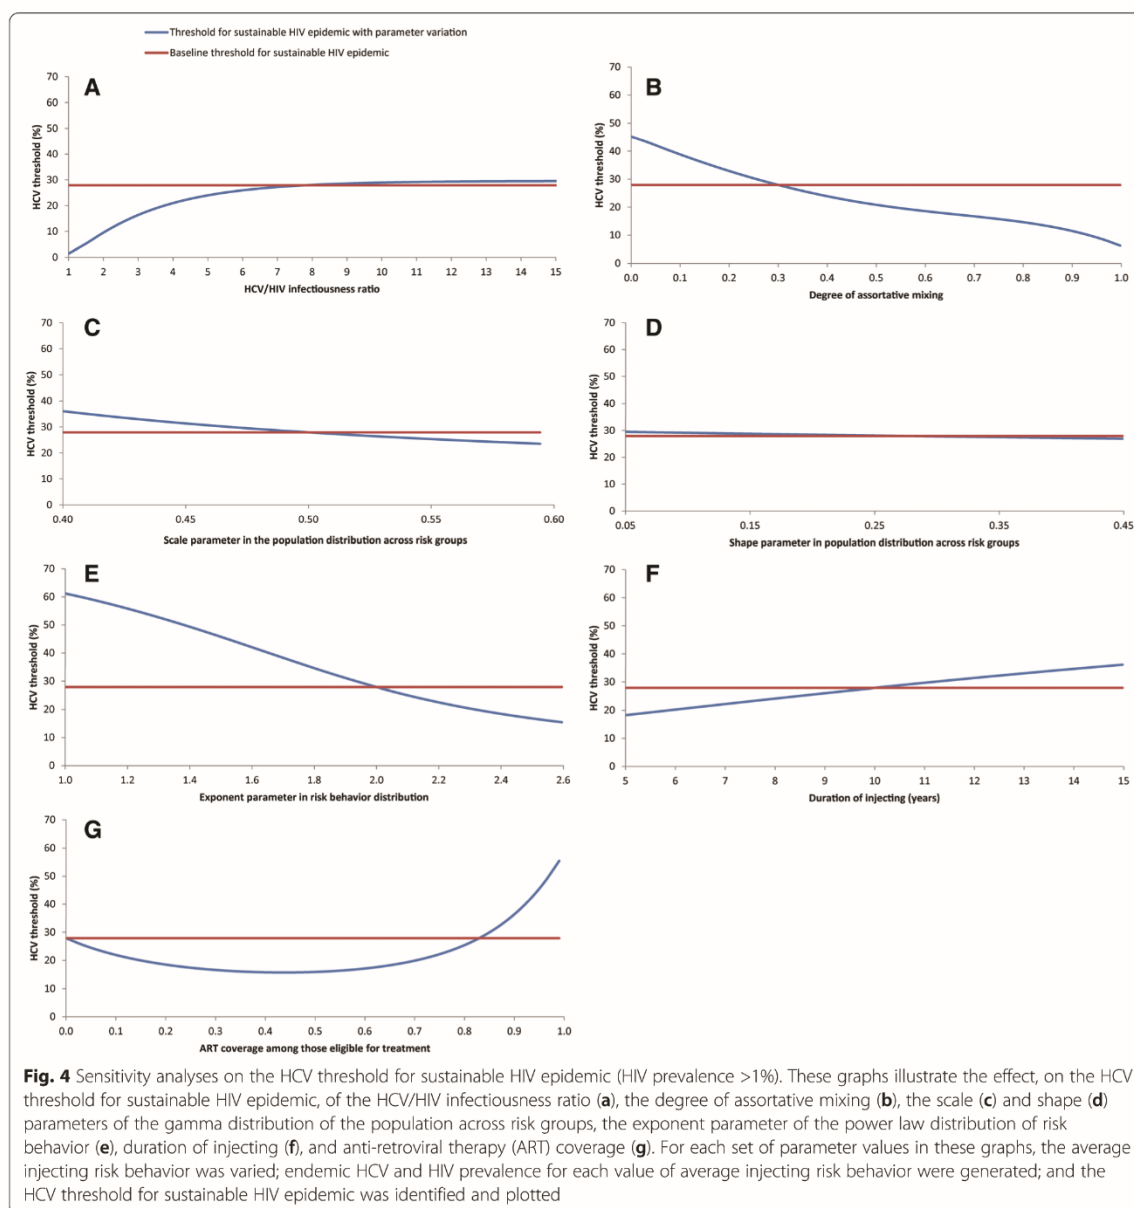 Threshold for sustainable HIV epidemic with parameter variation
Baseline threshold for sustainable HIV epidemic
A
HCV threshold (%)
70
60
50
40
30
20
10
0
1 2 3 4 5 6 7 8 9 10 11 12 13 14 15
HCV/HIV infectiousness ratio
B
HCV threshold (%)
70
60
50
40
30
20
10
0
0.0 0.1 0.2 0.3 0.4 0.5 0.6 0.7 0.8 0.9 1.0
Degree of assortative mixing
C
HCV threshold (%)
70
60
50
40
30
20
10
0
0.40 0.45 0.50 0.55 0.60
Scale parameter in the population distribution across risk groups
D
HCV threshold (%)
70
60
50
40
30
20
10
0
0.05 0.15 0.25 0.35 0.45
Shape parameter in population distribution across risk groups
E
HCV threshold (%)
70
60
50
40
30
20
10
0
1.0 1.2 1.4 1.6 1.8 2.0 2.2 2.4 2.6
Exponent parameter in risk behavior distribution
F
HCV threshold (%)
70
60
50
40
30
20
10
0
5 6 7 8 9 10 11 12 13 14 15
Duration of injecting (years)
G
HCV threshold (%)
70
60
50
40
30
20
10
0
0.0 0.1 0.2 0.3 0.4 0.5 0.6 0.7 0.8 0.9 1.0
ART coverage among those eligible for treatment
Fig. 4 Sensitivity analyses on the HCV threshold for sustainable HIV epidemic (HIV prevalence >1%). These graphs illustrate the effect, on the HCV
threshold for sustainable HIV epidemic, of the HCV/HIV infectiousness ratio (a), the degree of assortative mixing (b), the scale (c) and shape (d)
parameters of the gamma distribution of the population across risk groups, the exponent parameter of the power law distribution of risk
behavior (e), duration of injecting (f), and anti-retroviral therapy (ART) coverage (g). For each set of parameter values in these graphs, the average
injecting risk behavior was varied; endemic HCV and HIV prevalence for each value of average injecting risk behavior were generated; and the
HCV threshold for sustainable HIV epidemic was identified and plotted